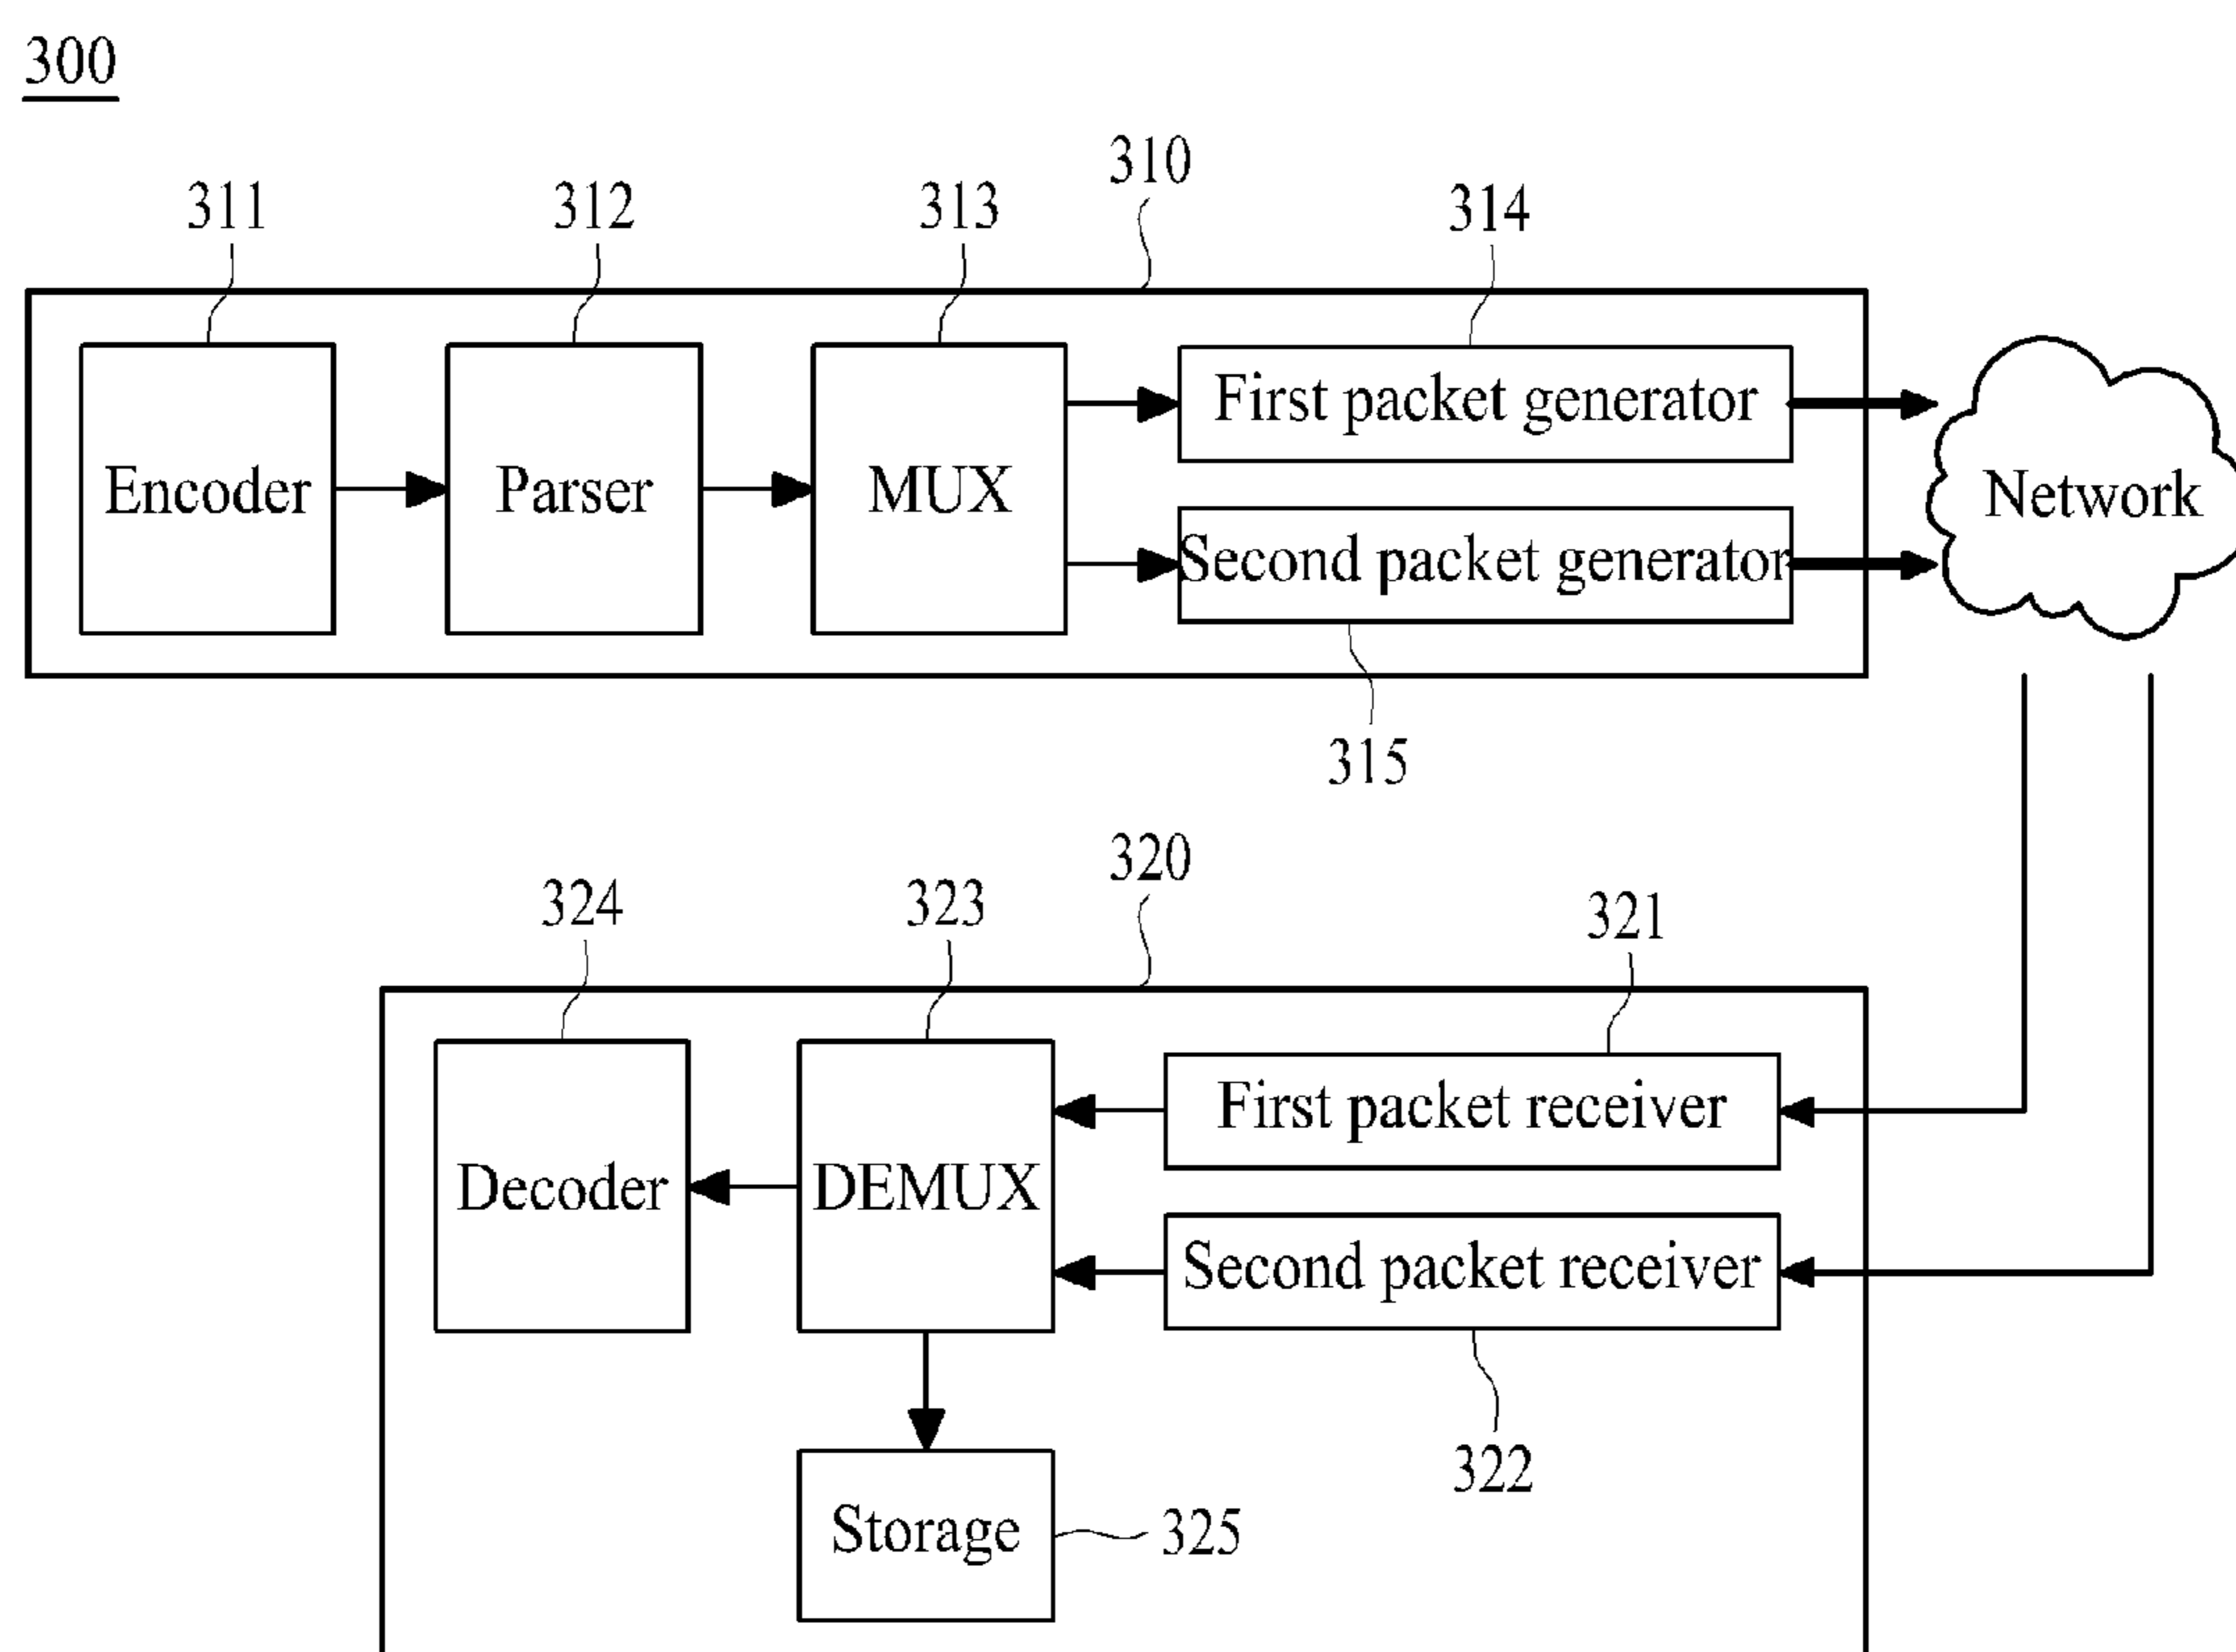 300
310
311
312
313
314
First packet generator
Encoder
Parser
MUX
Network
Second packet generator
315
320
324
323
321
First packet receiver
Decoder
DEMUX
Second packet receiver
322
Storage
325